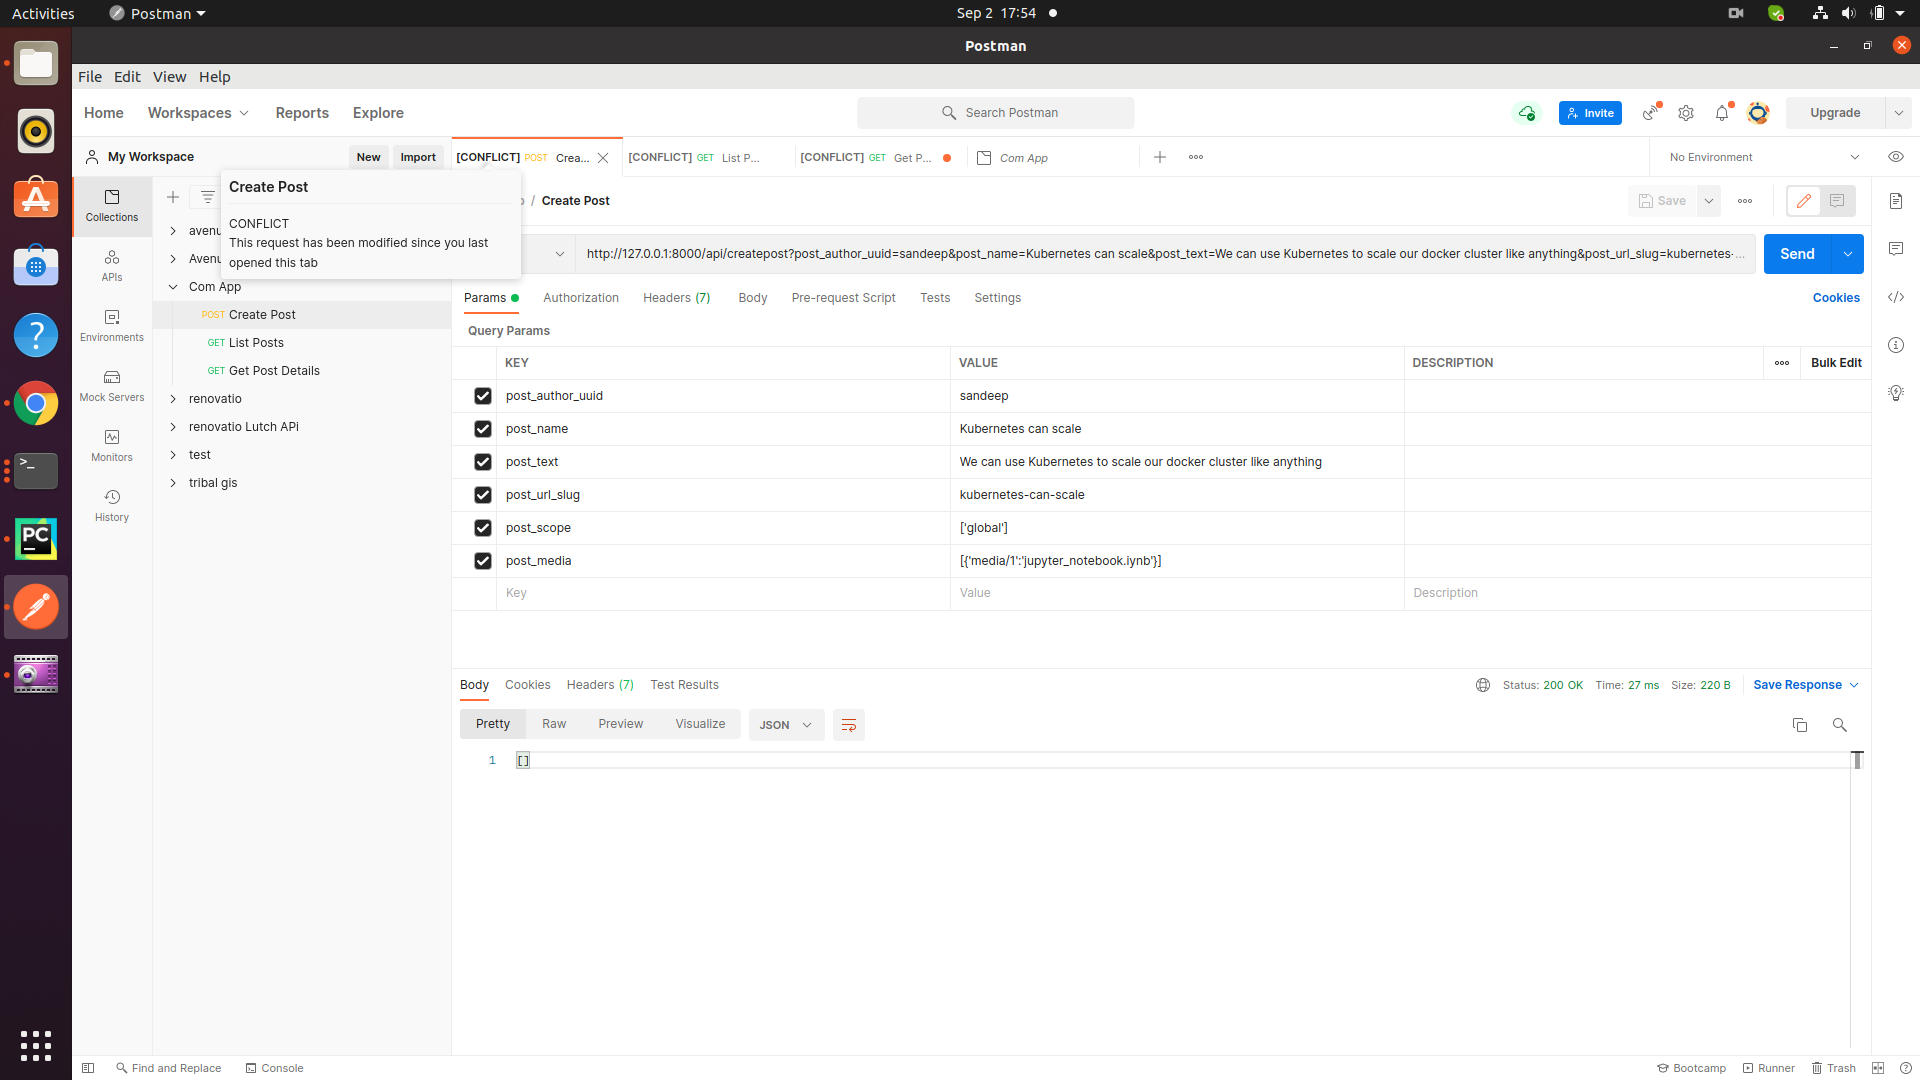 Activities
Postman
Sep 2 17:54
Postman
File Edit View Help
Home Workspaces Reports Explore
Search Postman
Invite
Upgrade
My Workspace
New
Import
[CONFLICT] POST Crea...
[CONFLICT] GET List P...
[CONFLICT] GET Get P...
Com App
No Environment
Create Post
CONFLICT
This request has been modified since you last
opened this tab
/ Create Post
Save
Collections
APIs
Environments
Mock Servers
Monitors
History
Com App
POST Create Post
GET List Posts
GET Get Post Details
renovatio
renovatio Lutch APi
test
tribal gis
http://127.0.0.1:8000/api/createpost?post_author_uuid=sandeep&post_name=Kubernetes can scale&post_text=We can use Kubernetes to scale our docker cluster like anything&post_url_slug=kubernetes-...
Send
Params Authorization Headers (7) Body Pre-request Script Tests Settings
Cookies
Query Params
KEY VALUE DESCRIPTION
Bulk Edit
post_author_uuid sandeep
post_name Kubernetes can scale
post_text We can use Kubernetes to scale our docker cluster like anything
post_url_slug kubernetes-can-scale
post_scope ['global']
post_media [{'media/1':'jupyter_notebook.iynb'}]
Key Value Description
Body Cookies Headers (7) Test Results
Status: 200 OK Time: 27 ms Size: 220 B
Save Response
Pretty Raw Preview Visualize JSON
1 []
Find and Replace
Console
Bootcamp
Runner
Trash